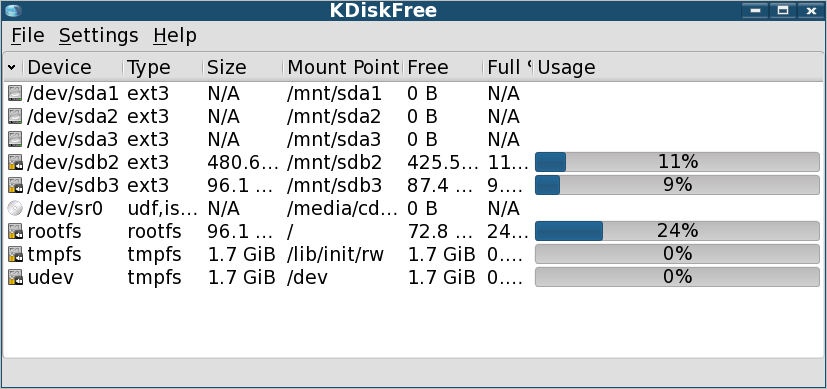 KDiskFree
File Settings Help
Device Type Size Mount Point Free Full % Usage
/dev/sda1 ext3 N/A /mnt/sda1 0 B N/A
/dev/sda2 ext3 N/A /mnt/sda2 0 B N/A
/dev/sda3 ext3 N/A /mnt/sda3 0 B N/A
/dev/sdb2 ext3 480.6... /mnt/sdb2 425.5... 11... 11%
/dev/sdb3 ext3 96.1 ... /mnt/sdb3 87.4 ... 9.... 9%
/dev/sr0 udf,is... N/A /media/cd... 0 B N/A
rootfs rootfs 96.1 ... / 72.8 ... 24... 24%
tmpfs tmpfs 1.7 GiB /lib/init/rw 1.7 GiB 0.... 0%
udev tmpfs 1.7 GiB /dev 1.7 GiB 0.... 0%